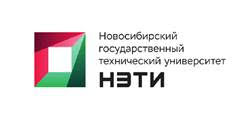 Новосибирский
государственный
технический университет
НЭТИ